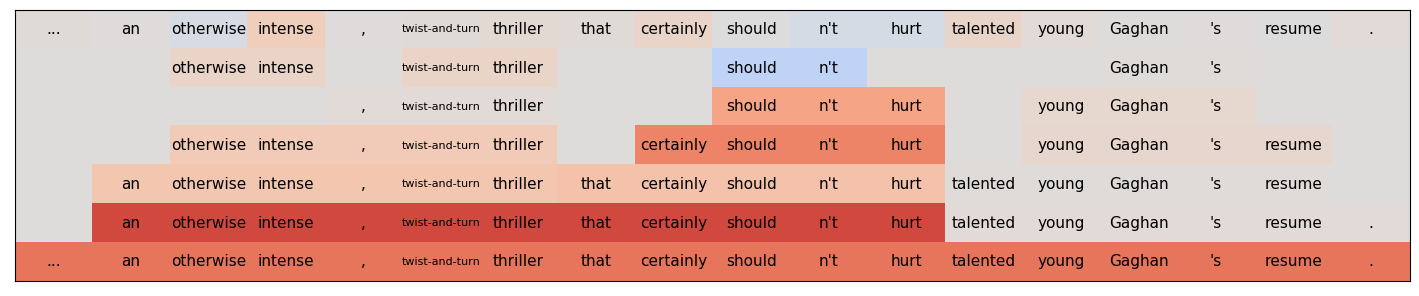 ... an otherwise intense , twist-and-turn thriller that certainly should n't hurt talented young Gaghan 's resume .
otherwise intense twist-and-turn thriller should n't Gaghan 's
, twist-and-turn thriller should n't hurt young Gaghan 's
otherwise intense , twist-and-turn thriller certainly should n't hurt young Gaghan 's resume
an otherwise intense , twist-and-turn thriller that certainly should n't hurt talented young Gaghan 's resume
an otherwise intense , twist-and-turn thriller that certainly should n't hurt talented young Gaghan 's resume .
... an otherwise intense , twist-and-turn thriller that certainly should n't hurt talented young Gaghan 's resume .